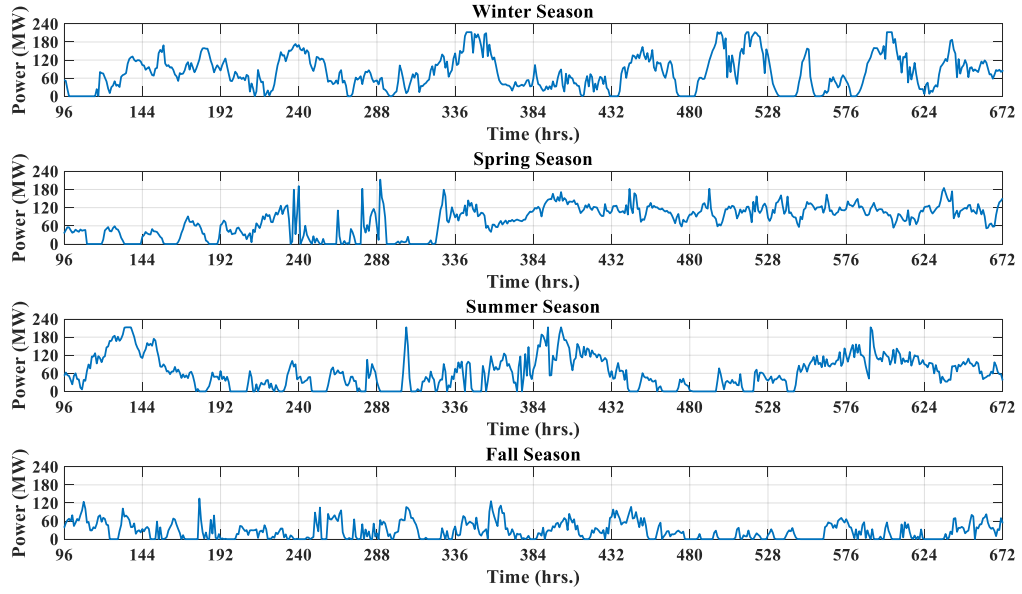 Winter Season
Power (MW)
240
180
120
60
0
96 144 192 240 288 336 384 432 480 528 576 624 672
Time (hrs.)
Spring Season
Power (MW)
240
180
120
60
0
96 144 192 240 288 336 384 432 480 528 576 624 672
Time (hrs.)
Summer Season
Power (MW)
240
180
120
60
0
96 144 192 240 288 336 384 432 480 528 576 624 672
Time (hrs.)
Fall Season
Power (MW)
240
180
120
60
0
96 144 192 240 288 336 384 432 480 528 576 624 672
Time (hrs.)